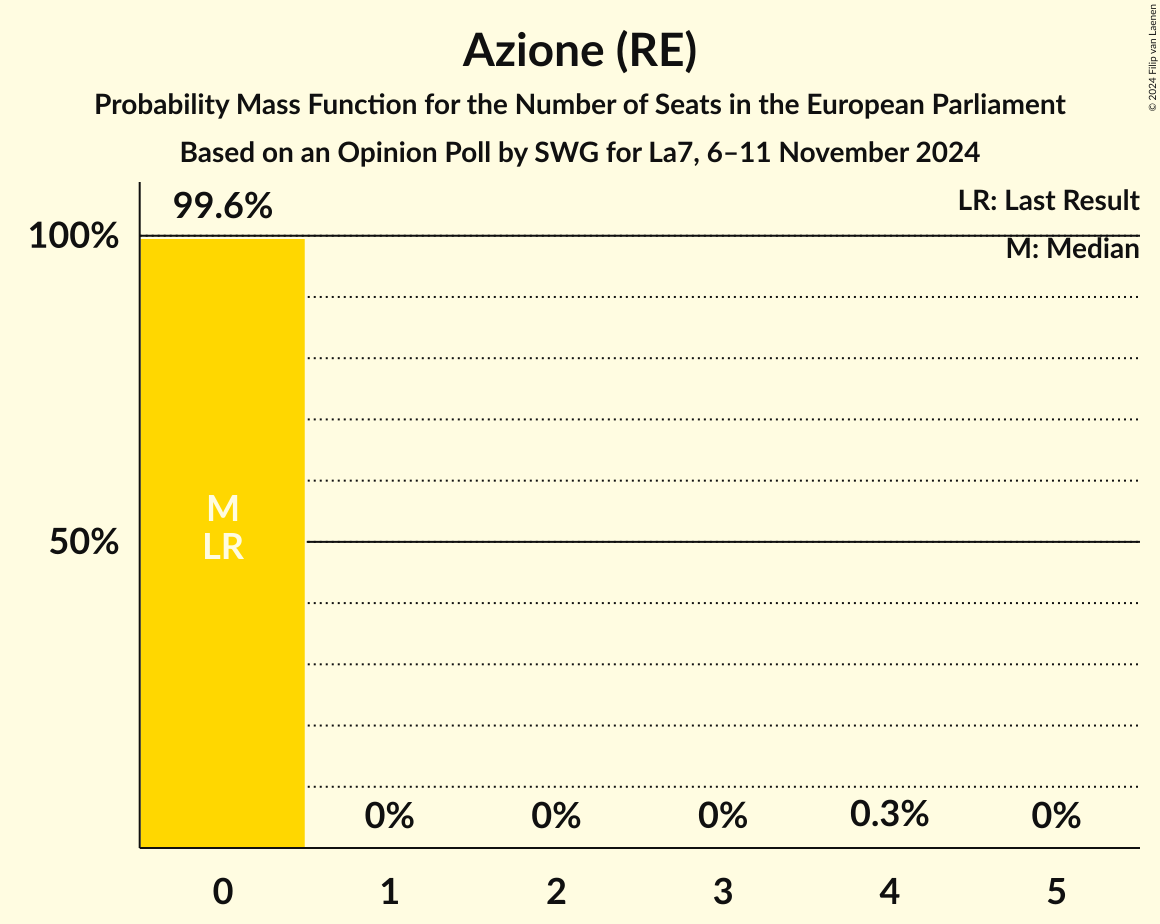 Azione (RE)
Probability Mass Function for the Number of Seats in the European Parliament
Based on an Opinion Poll by SWG for La7, 6–11 November 2024
© 2024 Filip van Laenen
LR: Last Result
M: Median
99.6%
100%
50%
M
LR
0%
0%
0%
0.3%
0%
0 1 2 3 4 5